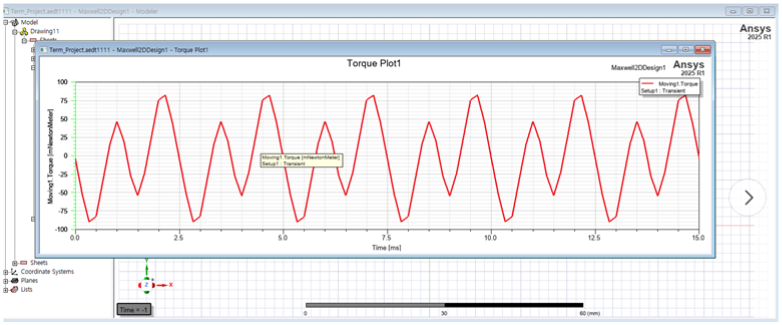 Term_Project.aedt1111 - Maxwell2DDesign1 - Modeler
Model
Drawing11
Sheets
Ansys
2025 R1
Term_Project.aedt1111 - Maxwell2DDesign1 - Torque Plot1
Torque Plot1
Maxwell2DDesign1
Ansys
2025 R1
Moving1.Torque
Setup1 : Transient
Moving1.Torque [mNewtonMeter]
100
75
50
25
0
-25
-50
-75
-100
Moving1.Torque [mNewtonMeter]
Setup1 : Transient
0.0
2.5
5.0
7.5
10.0
12.5
15.0
Time [ms]
Sheets
Coordinate Systems
Planes
Lists
Y
Z
X
Time = -1
0
30
60 (mm)